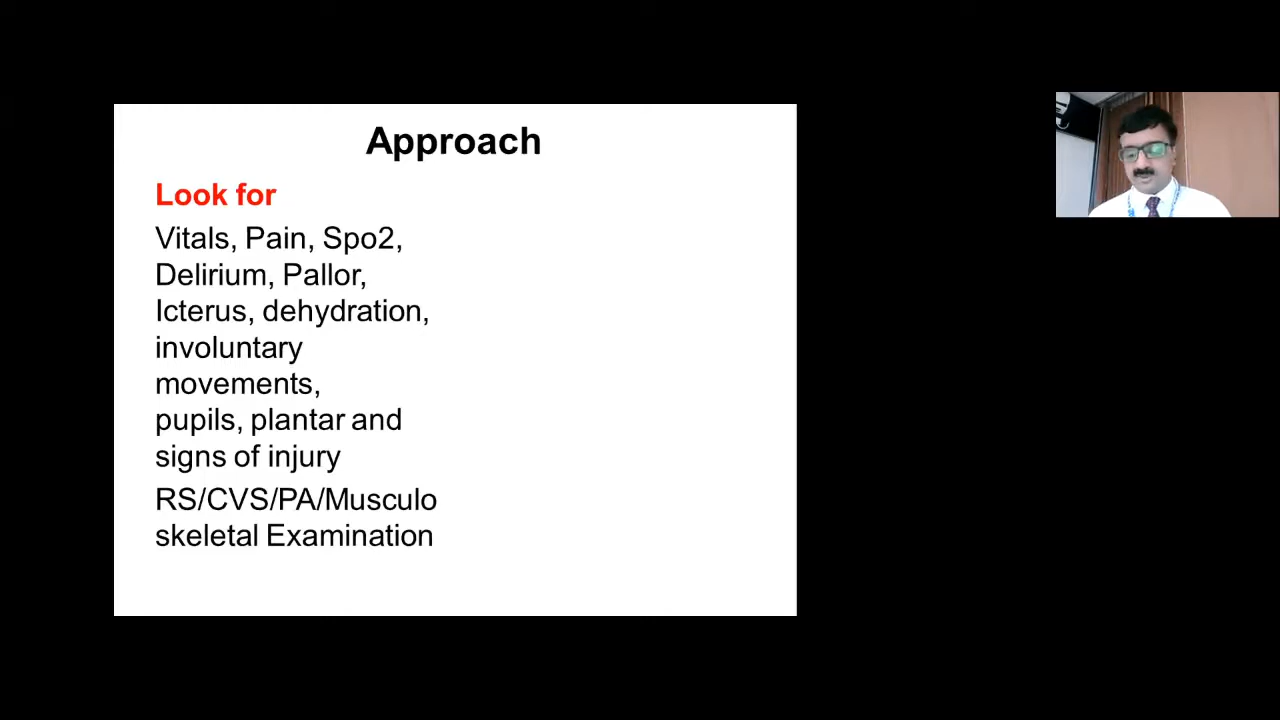 Approach
Look for
Vitals, Pain, Spo2,
Delirium, Pallor,
Icterus, dehydration,
involuntary
movements,
pupils, plantar and
signs of injury
RS/CVS/PA/Musculo
skeletal Examination